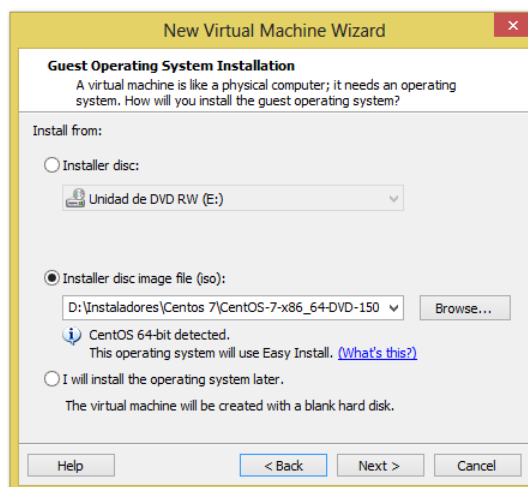 New Virtual Machine Wizard
Guest Operating System Installation
A virtual machine is like a physical computer; it needs an operating
system. How will you install the guest operating system?
Install from:
Installer disc:
Unidad de DVD RW (E:)
Installer disc image file (iso):
D:\Instaladores\Centos 7\CentOS-7-x86_64-DVD-150 Browse...
CentOS 64-bit detected.
This operating system will use Easy Install. (What's this?)
I will install the operating system later.
The virtual machine will be created with a blank hard disk.
Help < Back Next > Cancel